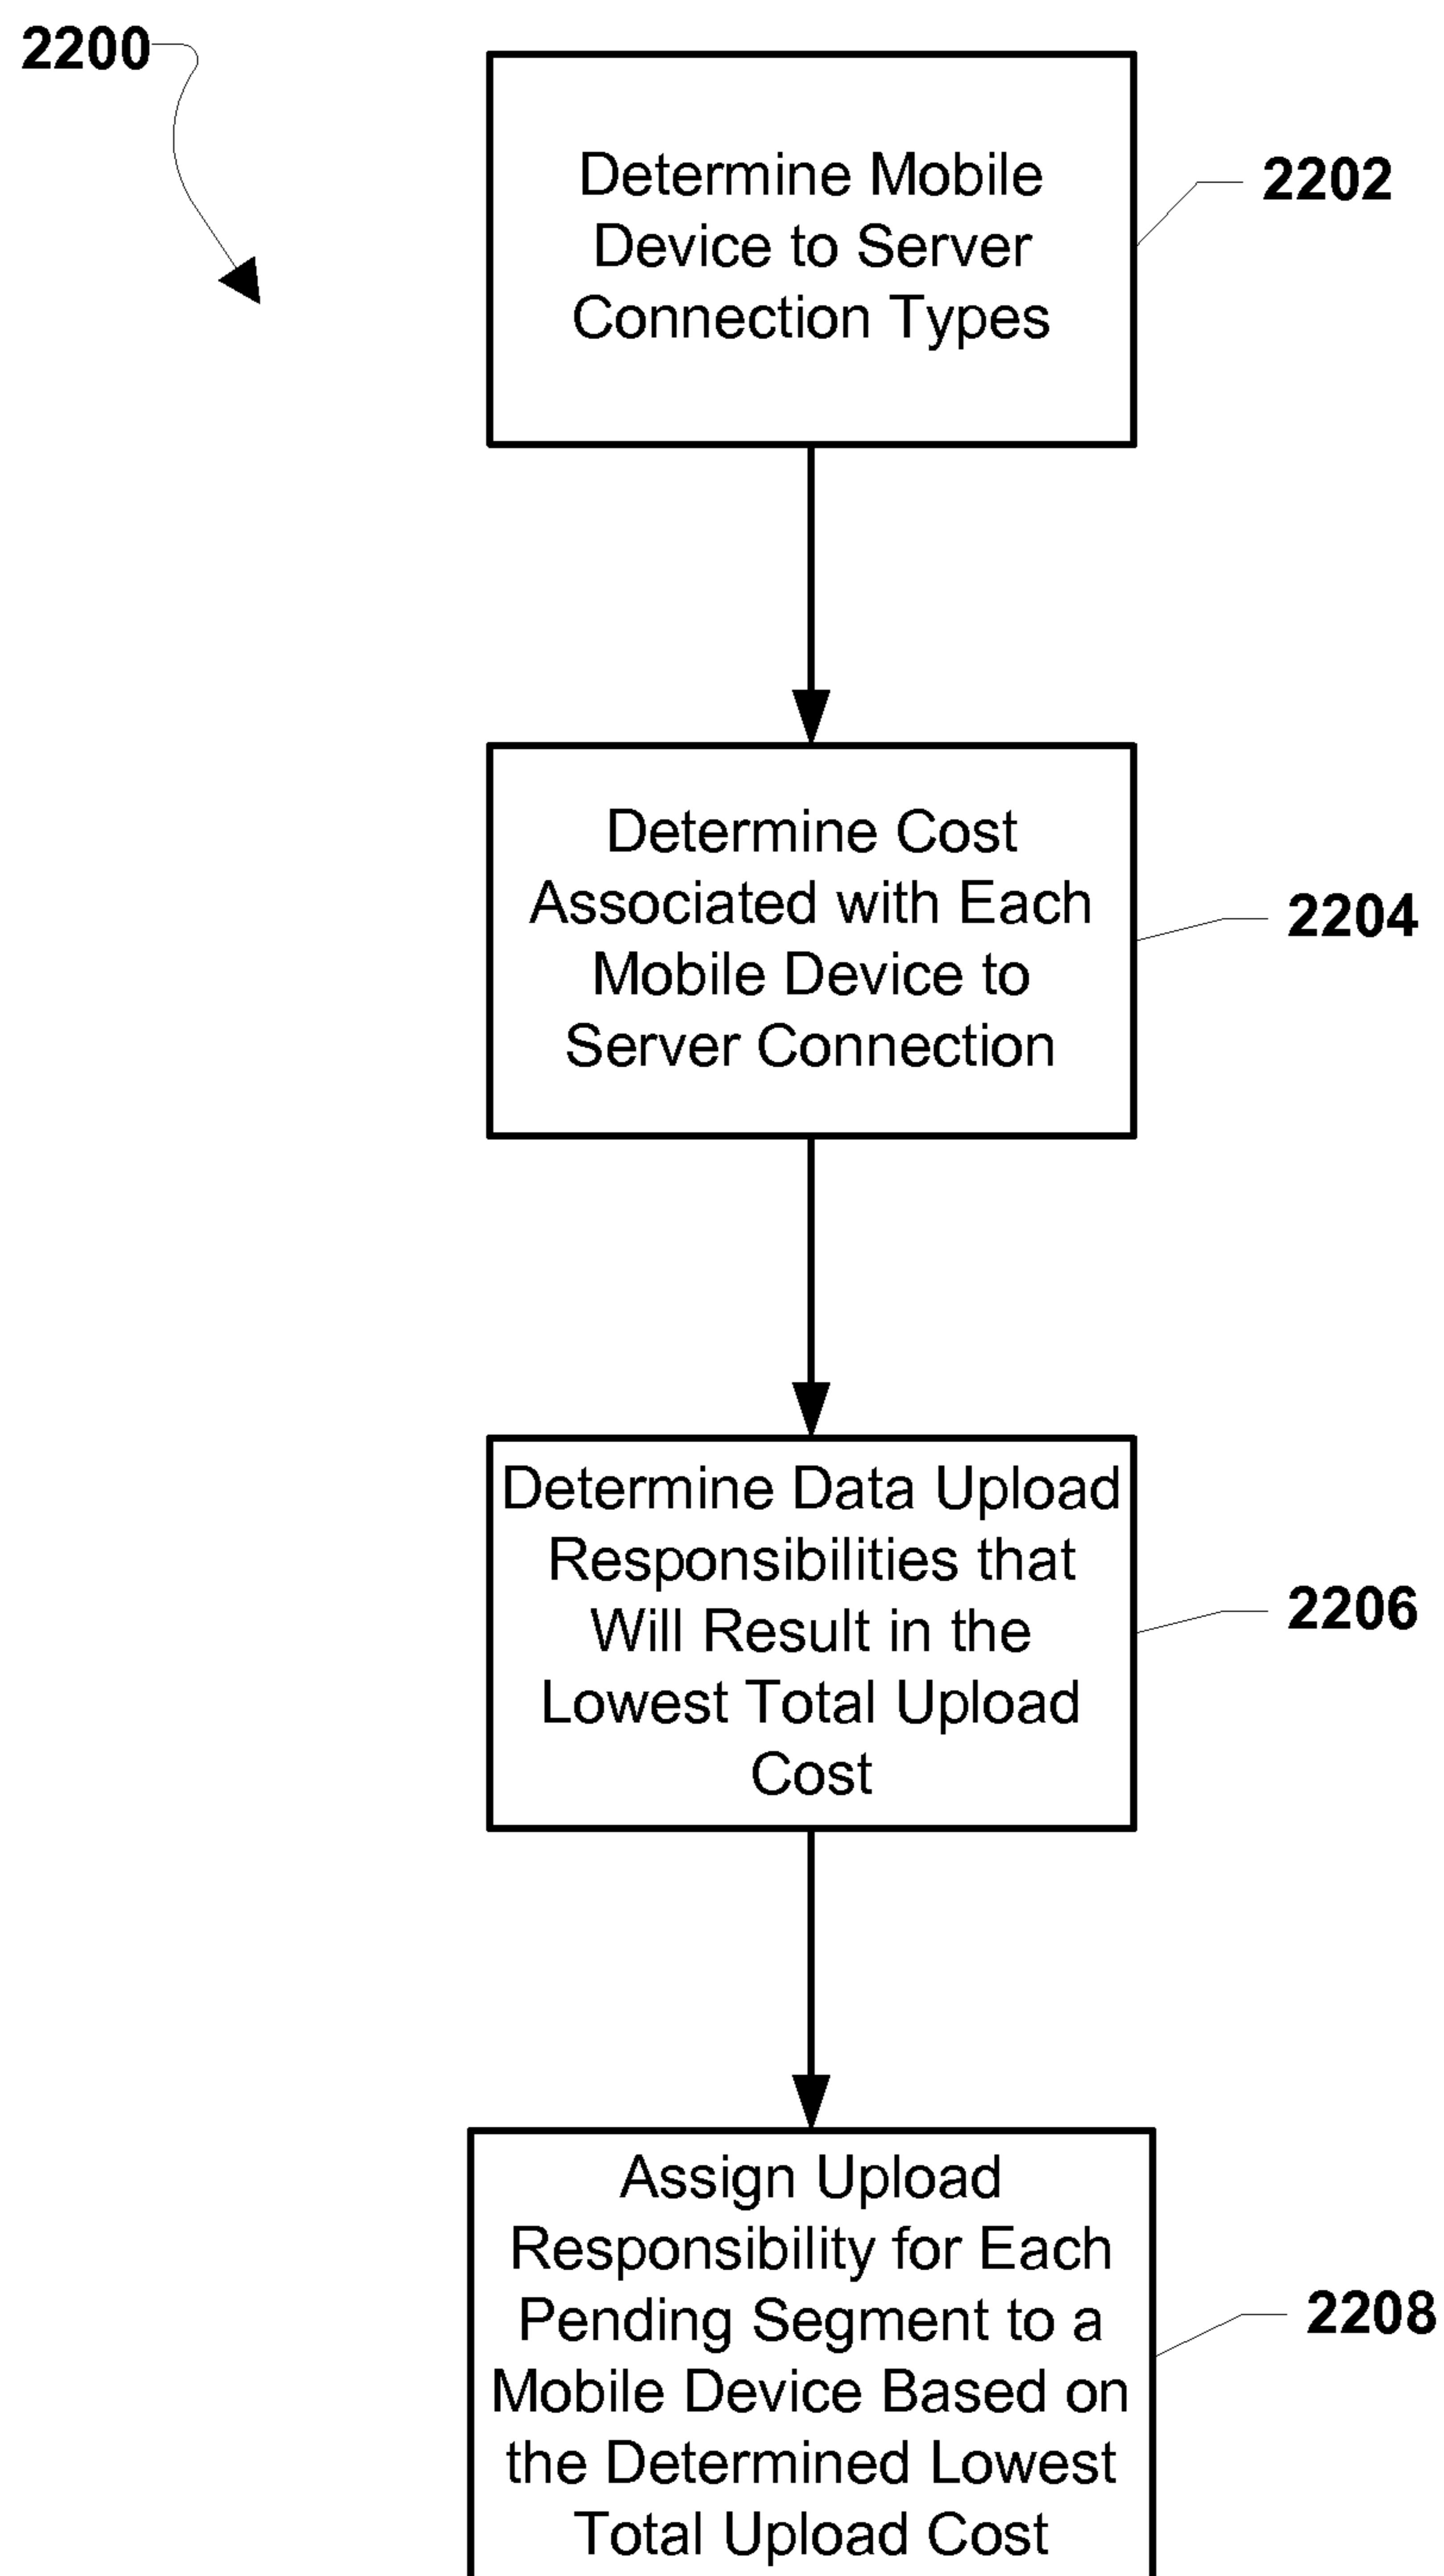 2200
Determine Mobile
Device to Server
Connection Types
2202
Determine Cost
Associated with Each
Mobile Device to
Server Connection
2204
Determine Data Upload
Responsibilities that
Will Result in the
Lowest Total Upload
Cost
2206
Assign Upload
Responsibility for Each
Pending Segment to a
Mobile Device Based on
the Determined Lowest
Total Upload Cost
2208